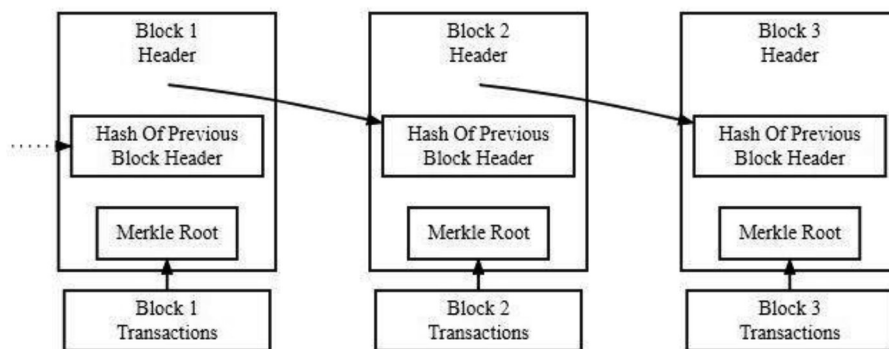 Block 1
Header
Hash Of Previous
Block Header
Merkle Root
Block 1
Transactions
Block 2
Header
Hash Of Previous
Block Header
Merkle Root
Block 2
Transactions
Block 3
Header
Hash Of Previous
Block Header
Merkle Root
Block 3
Transactions